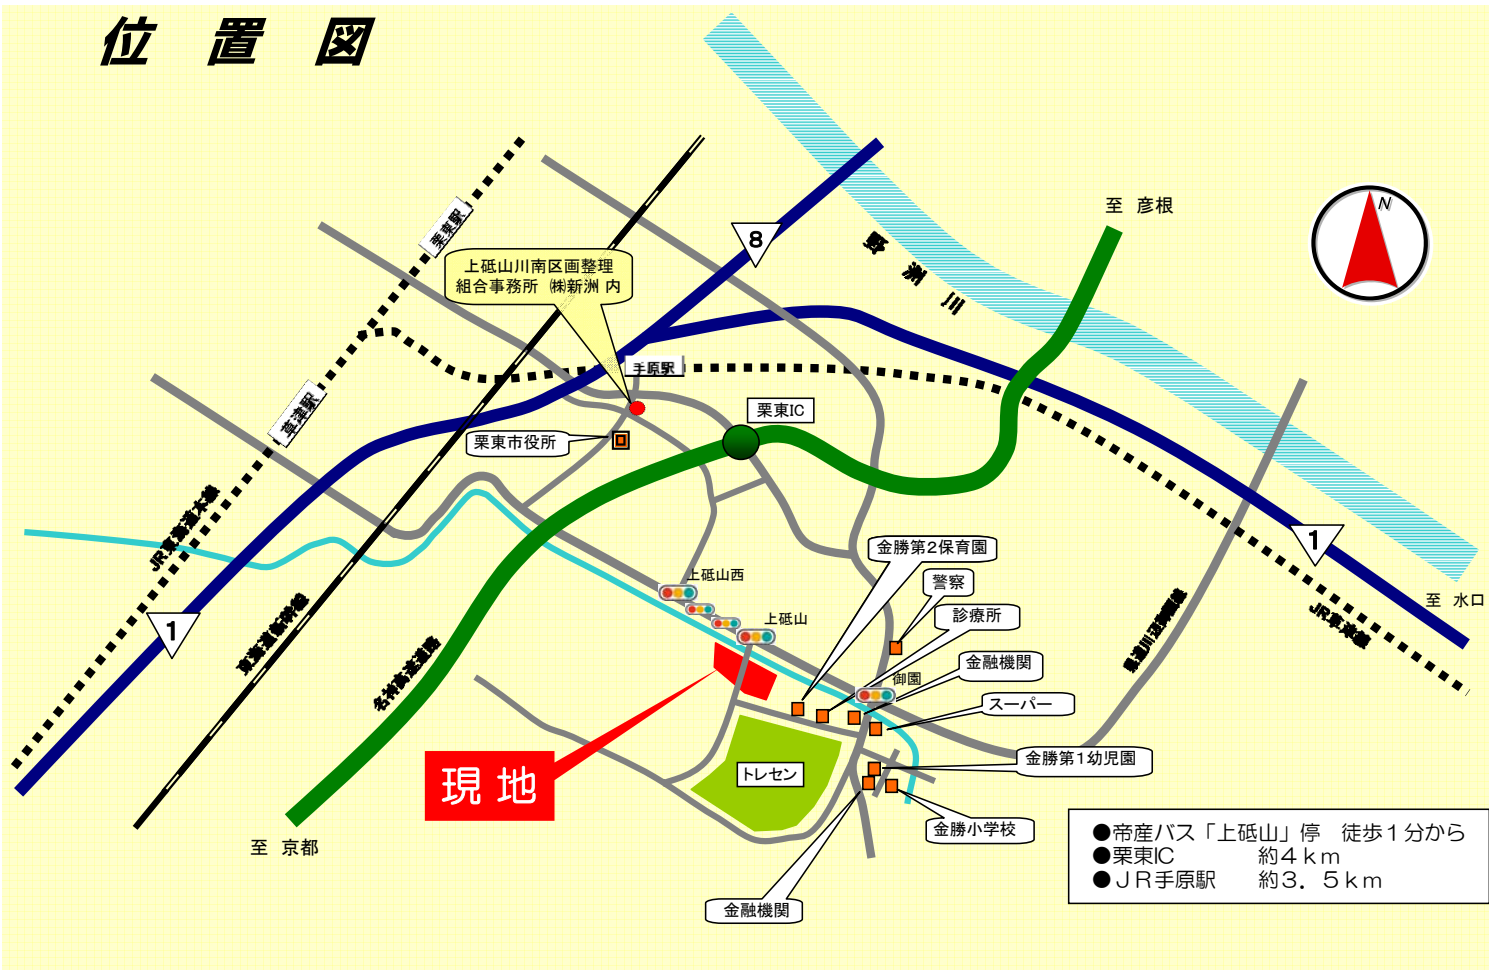 位 置 図
至 彦根
N
8
栗東駅
野洲川
上砥山川南区画整理
組合事務所 ㈱新洲 内
手原駅
草津駅
栗東IC
栗東市役所
JR東海道本線
1
金勝第2保育園
警察
上砥山西
診療所
上砥山
至 水口
1
東海道新幹線
JR草津線
金融機関
御園
名神高速道路
スーパー
金勝第1幼児園
現 地
トレセン
金勝小学校
至 京都
金融機関
●帝産バス「上砥山」停 徒歩1分から
●栗東IC 約4km
●JR手原駅 約3.5km